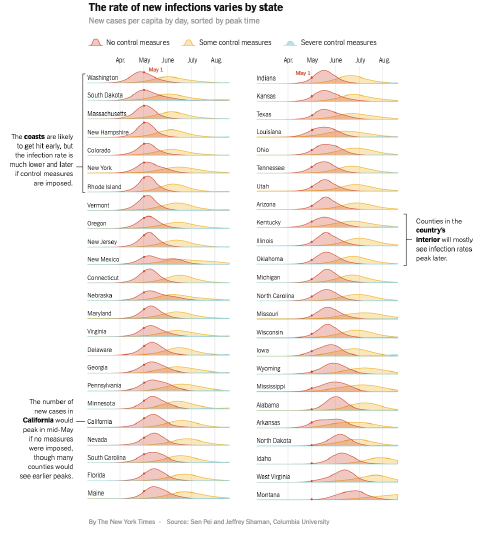 The rate of new infections varies by state
New cases per capita by day, sorted by peak time
No control measures
Some control measures
Severe control measures
Apr. May June July Aug.
May 1
Washington
South Dakota
Massachusetts
New Hampshire
Colorado
New York
Rhode Island
Vermont
Oregon
New Jersey
New Mexico
Connecticut
Nebraska
Maryland
Virginia
Delaware
Georgia
Pennsylvania
Minnesota
California
Nevada
South Carolina
Florida
Maine
The coasts are likely
to get hit early, but
the infection rate is
much lower and later
if control measures
are imposed.
The number of
new cases in
California would
peak in mid-May
if no measures
were imposed,
though many
counties would
see earlier peaks.
Apr. May June July Aug.
May 1
Indiana
Kansas
Texas
Louisiana
Ohio
Tennessee
Utah
Arizona
Kentucky
Illinois
Oklahoma
Michigan
North Carolina
Missouri
Wisconsin
Iowa
Wyoming
Mississippi
Alabama
Arkansas
North Dakota
Idaho
West Virginia
Montana
Counties in the
country's
interior will mostly
see infection rates
peak later.
By The New York Times · Source: Sen Pei and Jeffrey Shaman, Columbia University